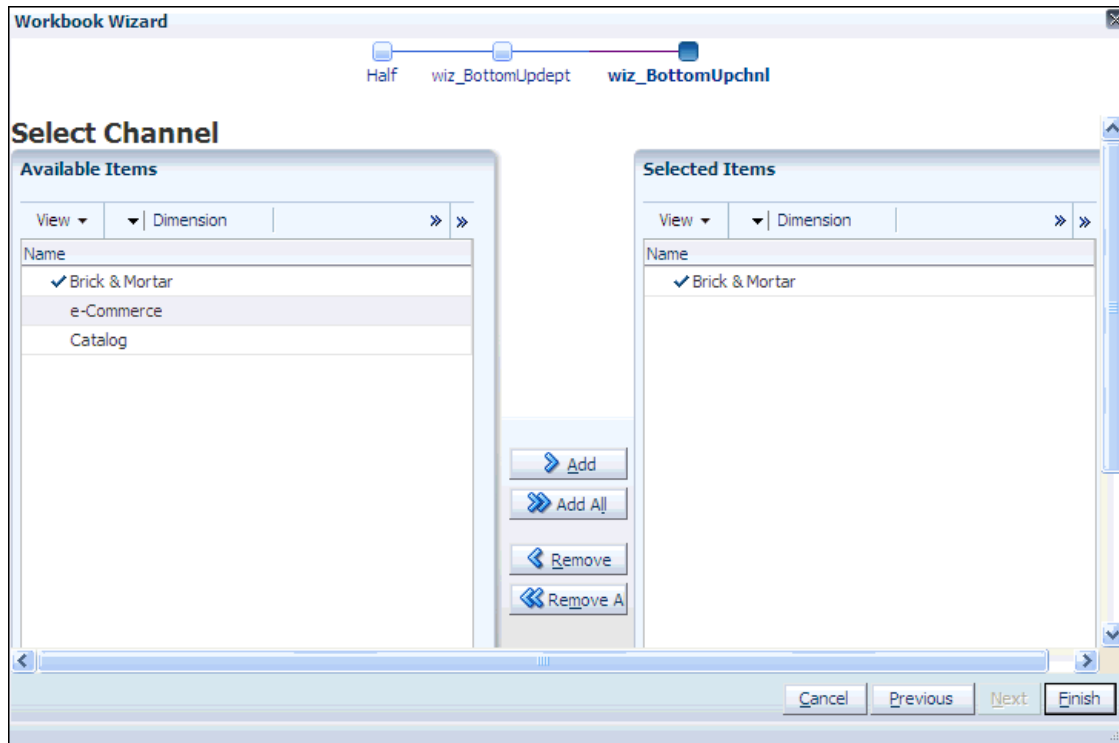 Workbook Wizard
Half wiz_BottomUpdept wiz_BottomUpchnl
Select Channel
Available Items
View Dimension
Name
Brick & Mortar
e-Commerce
Catalog
Add
Add All
Remove
Remove A
Selected Items
View Dimension
Name
Brick & Mortar
Cancel Previous Next Finish